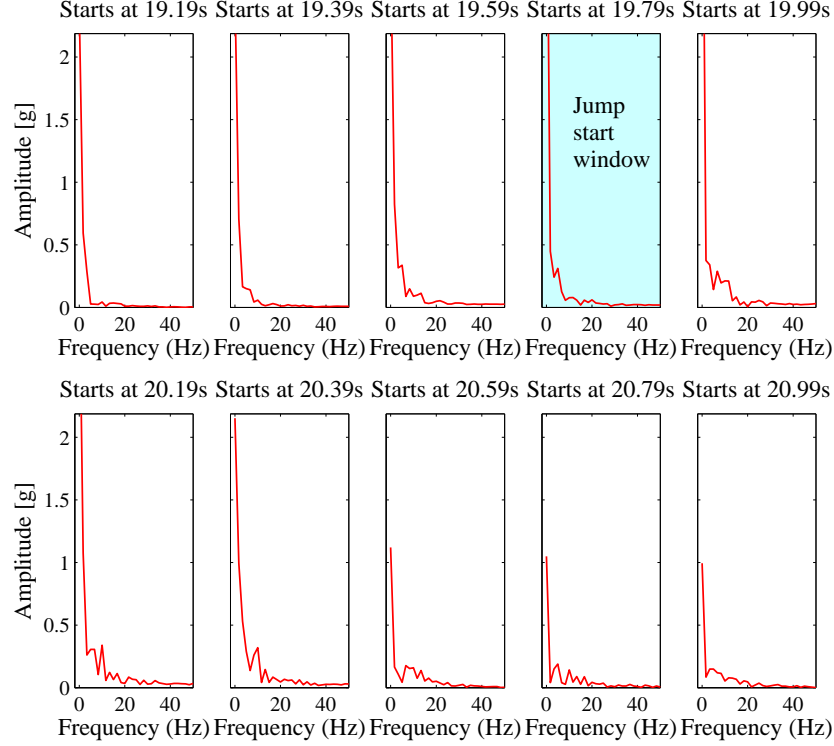 Starts at 19.19s Starts at 19.39s Starts at 19.59s Starts at 19.79s Starts at 19.99s
2
1.5
1
0.5
0
Amplitude [g]
Jump
start
window
0 20 40 0 20 40 0 20 40 0 20 40 0 20 40
Frequency (Hz) Frequency (Hz) Frequency (Hz) Frequency (Hz) Frequency (Hz)
Starts at 20.19s Starts at 20.39s Starts at 20.59s Starts at 20.79s Starts at 20.99s
2
1.5
1
0.5
0
Amplitude [g]
0 20 40 0 20 40 0 20 40 0 20 40 0 20 40
Frequency (Hz) Frequency (Hz) Frequency (Hz) Frequency (Hz) Frequency (Hz)